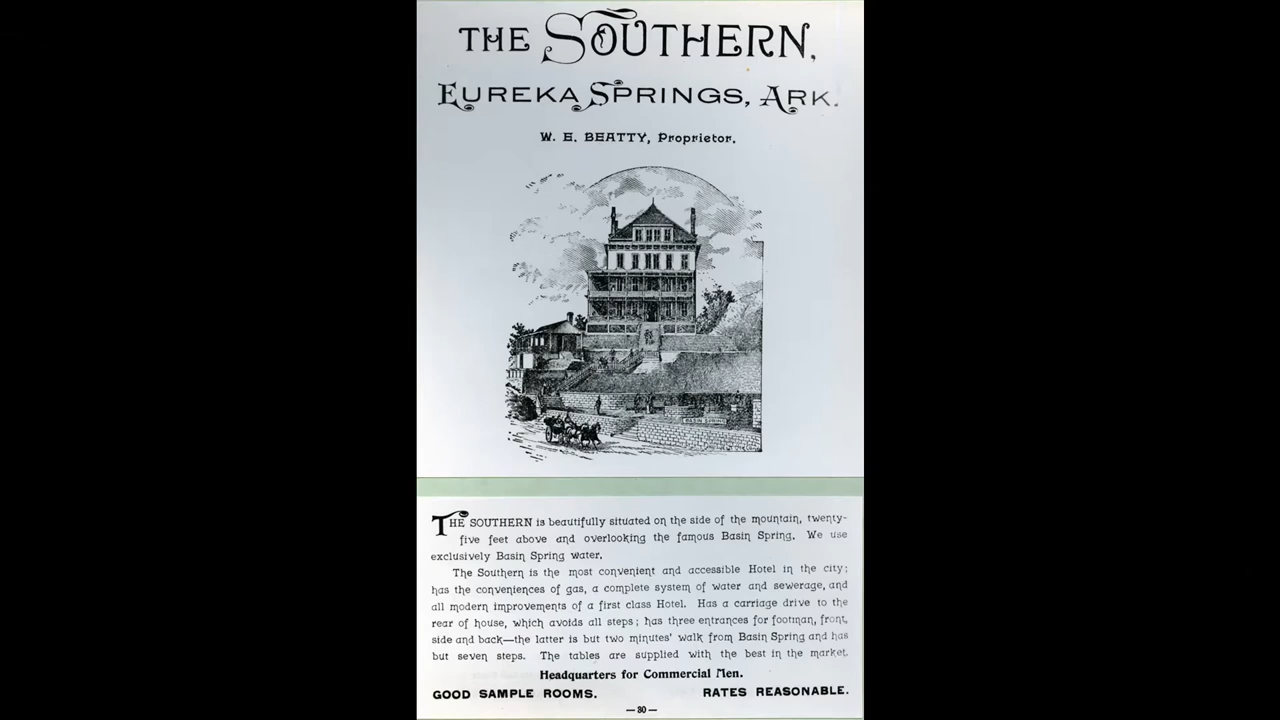 THE SOUTHERN,
EUREKA SPRINGS, ARK.
W. E. BEATTY, Proprietor.
BASIN SPRING
THE SOUTHERN is beautifully situated on the side of the mountain, twenty-
five feet above and overlooking the famous Basin Spring. We use
exclusively Basin Spring water.
The Southern is the most convenient and accessible Hotel in the city;
has the conveniences of gas, a complete system of water and sewerage, and
all modern improvements of a first class Hotel. Has a carriage drive to the
rear of house, which avoids all steps; has three entrances for footman, front,
side and back—the latter is but two minutes' walk from Basin Spring and has
but seven steps. The tables are supplied with the best in the market.
Headquarters for Commercial Men.
GOOD SAMPLE ROOMS. RATES REASONABLE.
—30—